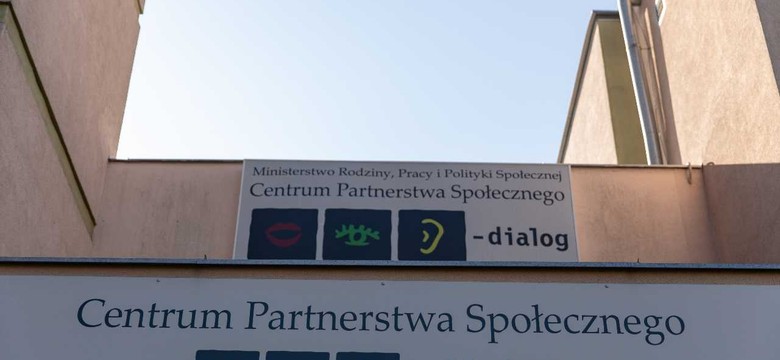 Ministerstwo Rodziny, Pracy i Polityki Społecznej
Centrum Partnerstwa Społecznego
-dialog
Centrum Partnerstwa Społecznego